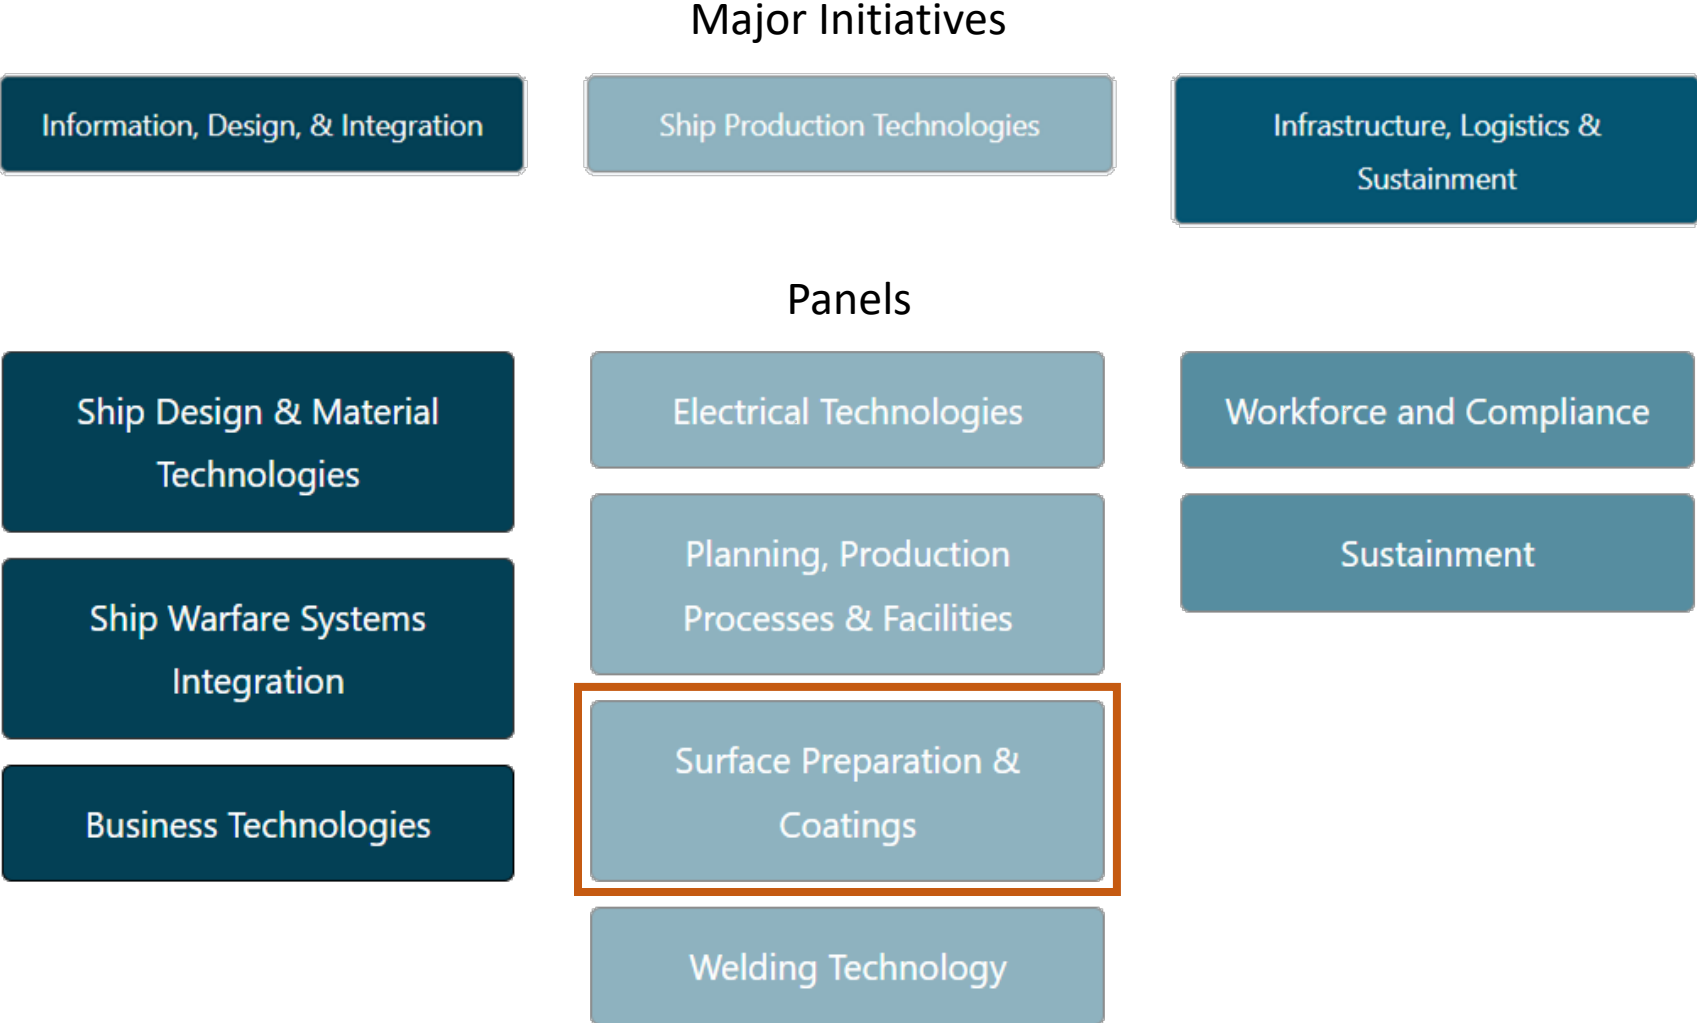 Major Initiatives
Information, Design, & Integration
Ship Production Technologies
Infrastructure, Logistics &
Sustainment
Panels
Ship Design & Material
Technologies
Ship Warfare Systems
Integration
Business Technologies
Electrical Technologies
Planning, Production
Processes & Facilities
Surface Preparation &
Coatings
Welding Technology
Workforce and Compliance
Sustainment